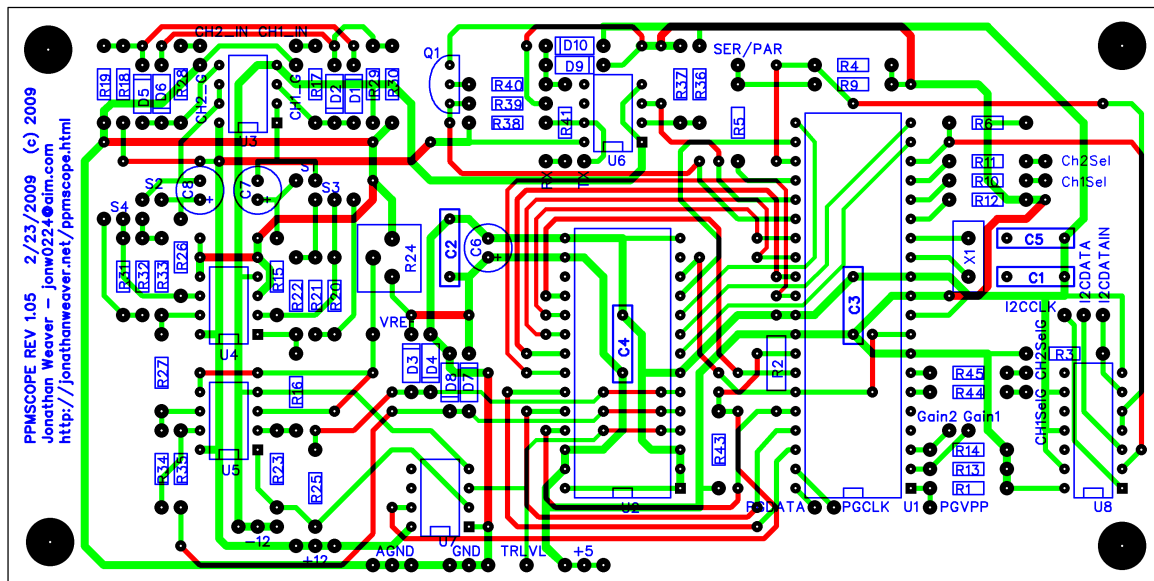 PPMSCOPE REV 1.05 2/23/2009 (c) 2009
Jonathan Weaver - jonw0224@aim.com
http://jonathanweaver.net/ppmscope.html
CH2_IN CH1_IN
Q1
D10
D9
SER/PAR
R4
R9
R19
R18
D5
D6
R28
CH2_G
CH1_G
R17
D2
D1
R29
R30
R40
R39
R38
R41
R37
R36
R5
R6
U3
U6
RX
TX
R11
R10
R12
Ch2Sel
Ch1Sel
S2
C8
+
C7
+
S1
S3
S4
R31
R32
R33
R26
R15
R22
R21
R20
R24
C2
C6
+
X1
C5
C1
I2CCLK
I2CDATA
I2CDATAIN
VREF
C4
C3
U4
R27
R16
D3
D4
D8
D7
R2
CH2SelG
CH1SelG
R3
R45
R44
Gain2 Gain1
R14
R13
R1
R34
R35
U5
R23
R25
R43
U7
U2
PGDATA
PGCLK
U1
PGVPP
U8
-12
+12
AGND
GND
TRLVL
+5